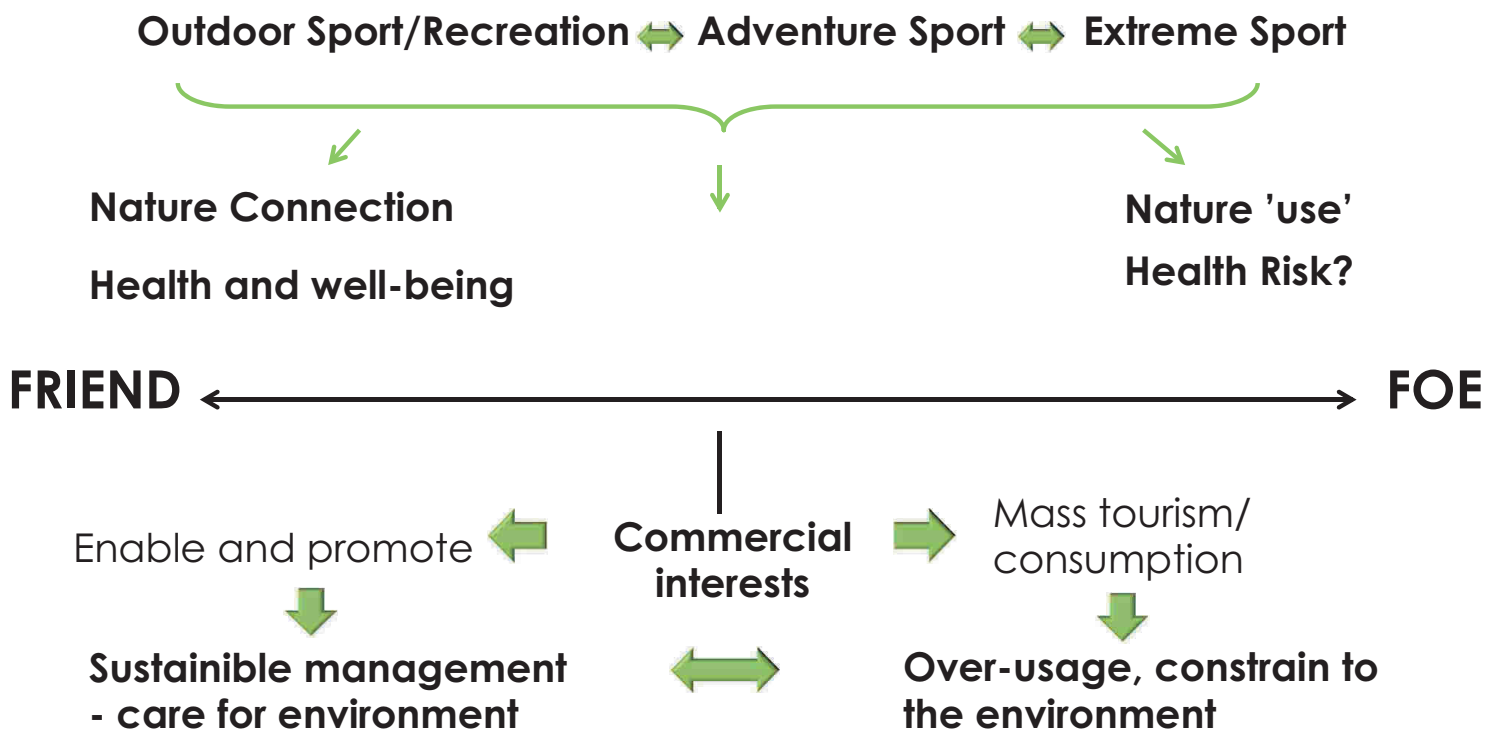 Outdoor Sport/Recreation Adventure Sport Extreme Sport
Nature Connection
Health and well-being
Nature ’use’
Health Risk?
FRIEND
FOE
Enable and promote
Commercial
interests
Mass tourism/
consumption
Sustainible management
- care for environment
Over-usage, constrain to
the environment